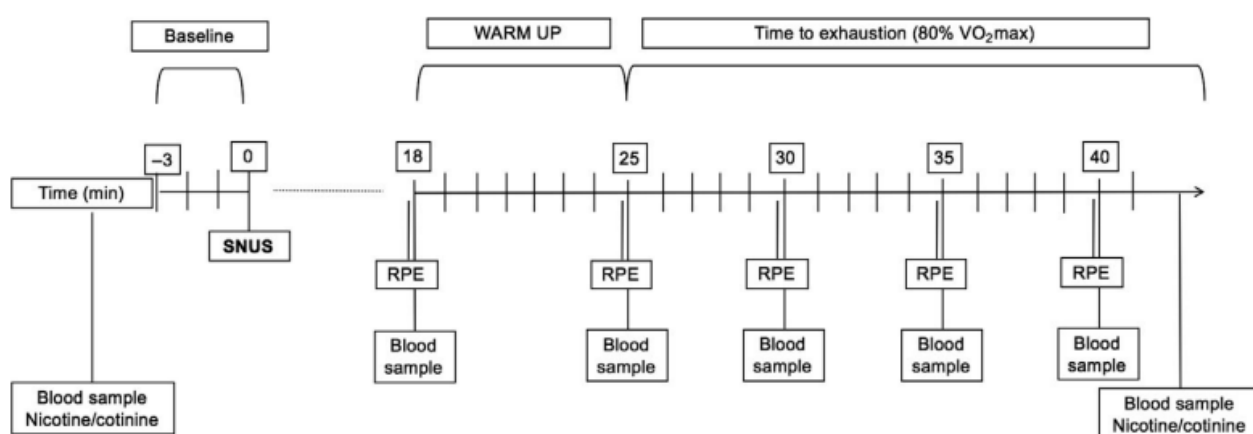 Baseline
WARM UP
Time to exhaustion (80% VO₂max)
–3
0
18
25
30
35
40
Time (min)
SNUS
RPE
RPE
RPE
RPE
RPE
Blood
sample
Blood
sample
Blood
sample
Blood
sample
Blood
sample
Blood sample
Nicotine/cotinine
Blood sample
Nicotine/cotinine